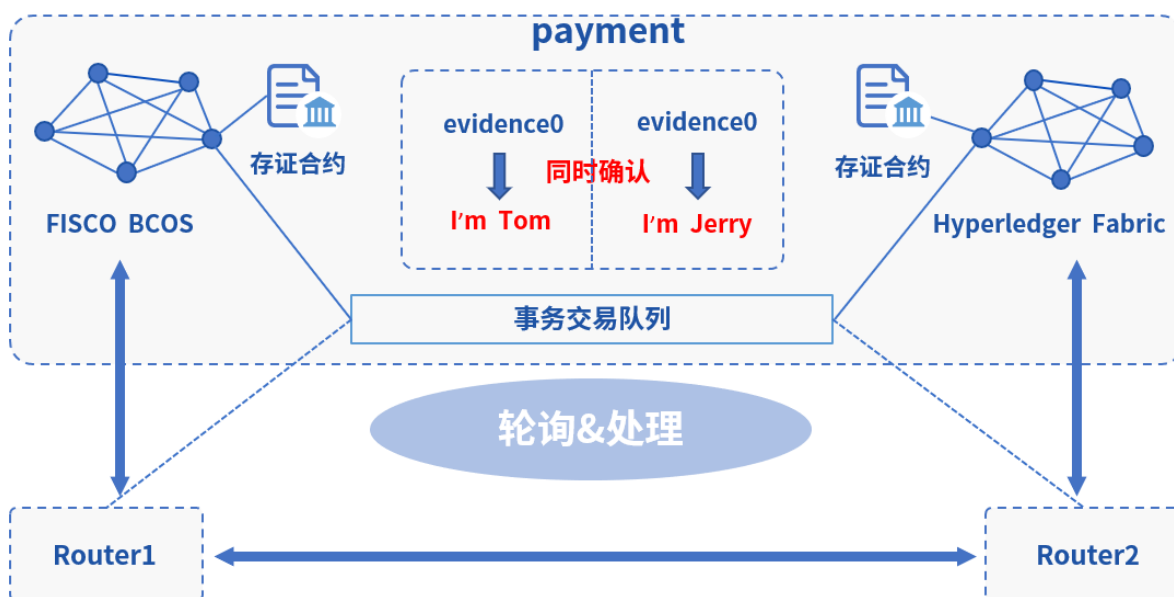 payment
evidence0
evidence0
存证合约
存证合约
同时确认
I'm Tom
I'm Jerry
FISCO BCOS
Hyperledger Fabric
事务交易队列
轮询&处理
Router1
Router2